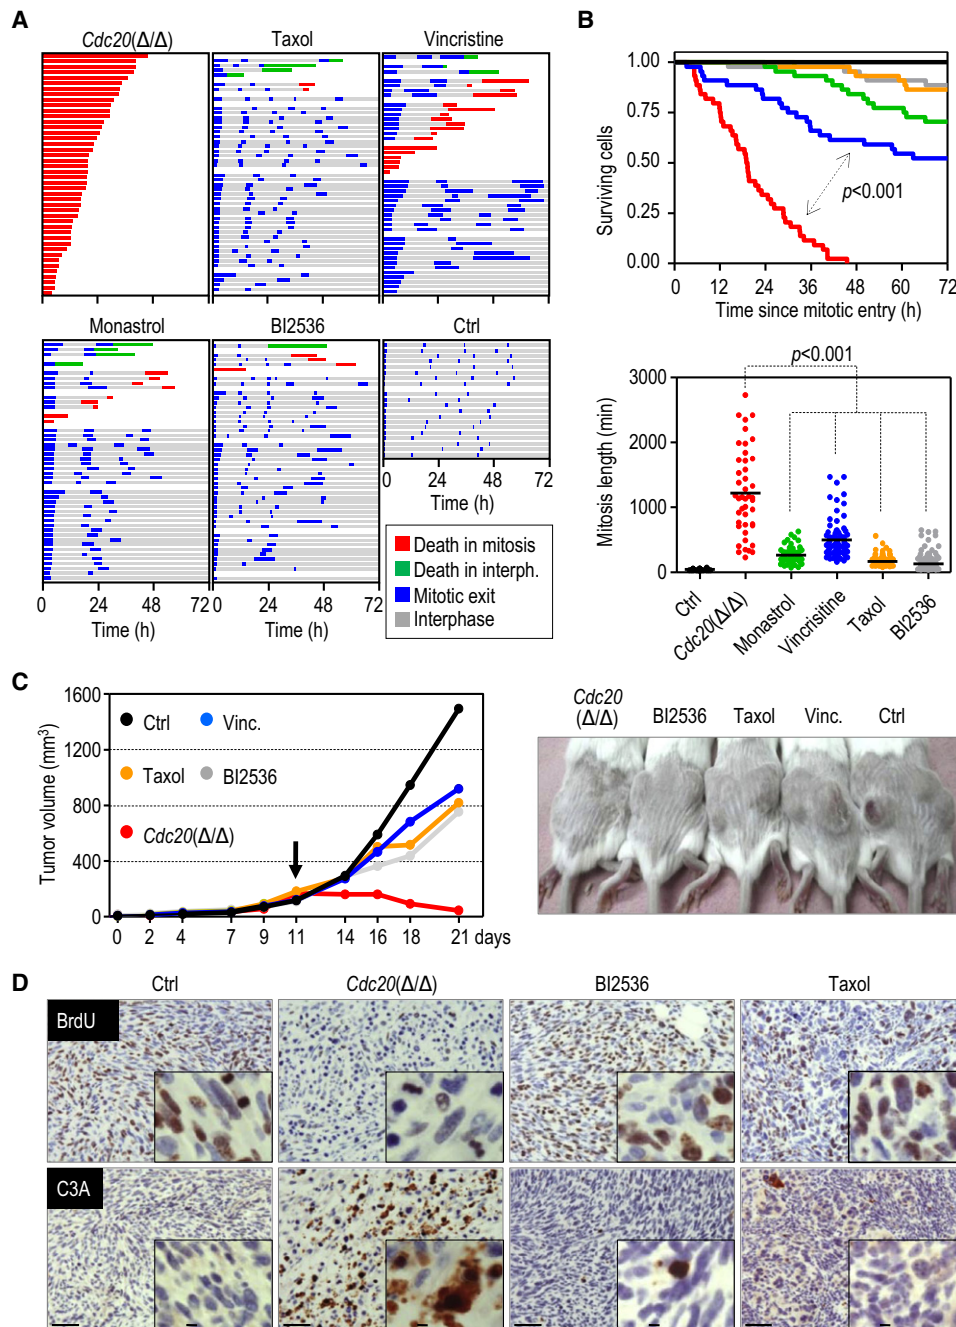 A
Cdc20(Δ/Δ)
Taxol
Vincristine
0 24 48 72
Monastrol
BI2536
Ctrl
0 24 48 72
Time (h)
0 24 48 72
Time (h)
0 24 48 72
Time (h)
Death in mitosis
Death in interph.
Mitotic exit
Interphase
B
Surviving cells
1.00
0.75
0.50
0.25
0.00
p<0.001
0 12 24 36 48 60 72
Time since mitotic entry (h)
Mitosis length (min)
3000
2000
1000
0
p<0.001
Ctrl
Cdc20(Δ/Δ)
Monastrol
Vincrisitine
Taxol
BI2536
C
Tumor volume (mm3)
1600
1200
800
400
0
Ctrl
Vinc.
Taxol
BI2536
Cdc20(Δ/Δ)
0 2 4 7 9 11 14 16 18 21 days
Cdc20
(Δ/Δ)
BI2536
Taxol
Vinc.
Ctrl
D
Ctrl
Cdc20(Δ/Δ)
BI2536
Taxol
BrdU
C3A